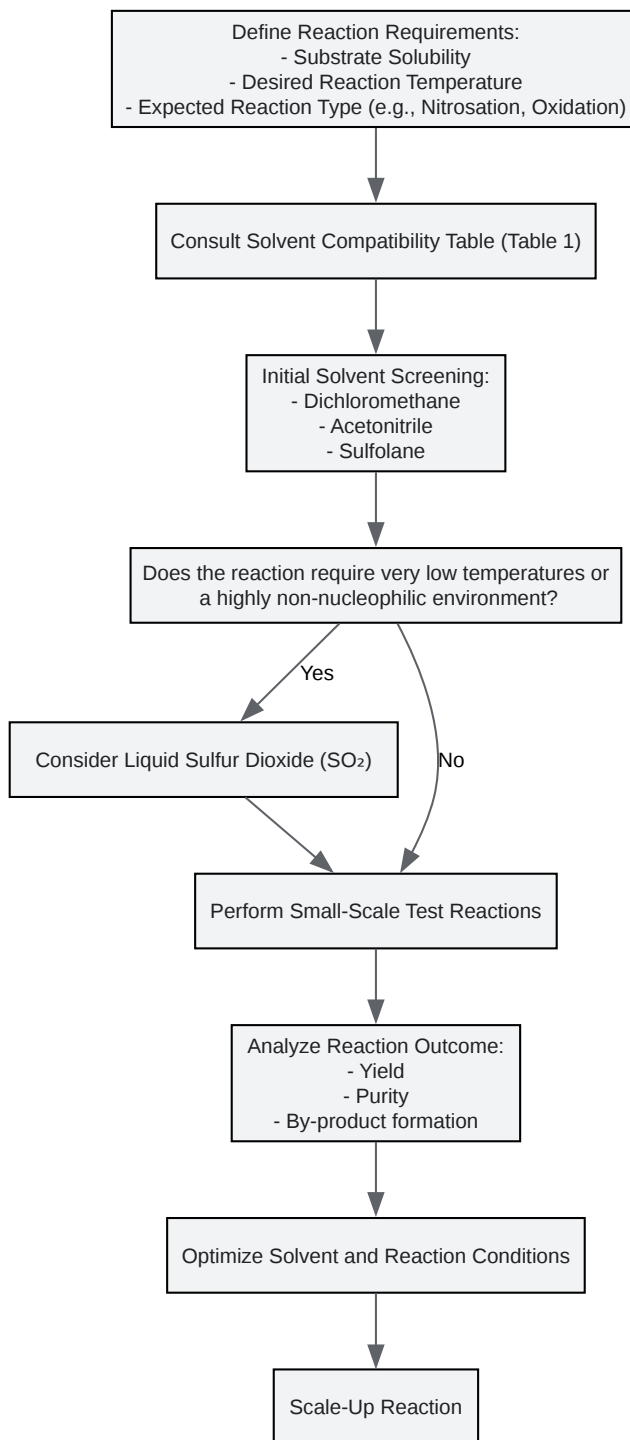 Define Reaction Requirements:
- Substrate Solubility
- Desired Reaction Temperature
- Expected Reaction Type (e.g., Nitrosation, Oxidation)
Consult Solvent Compatibility Table (Table 1)
Initial Solvent Screening:
- Dichloromethane
- Acetonitrile
- Sulfolane
Does the reaction require very low temperatures or
a highly non-nucleophilic environment?
Yes
Consider Liquid Sulfur Dioxide (SO₂)
No
Perform Small-Scale Test Reactions
Analyze Reaction Outcome:
- Yield
- Purity
- By-product formation
Optimize Solvent and Reaction Conditions
Scale-Up Reaction